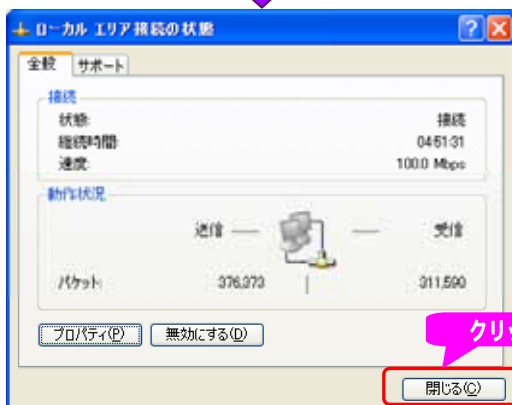 ローカル エリア接続の状態
全般 サポート
接続
状態: 接続
継続時間: 04:51:31
速度: 100.0 Mbps
動作状況
送信 受信
パケット: 376,373 311,590
プロパティ(P) 無効にする(D)
クリッ
閉じる(C)